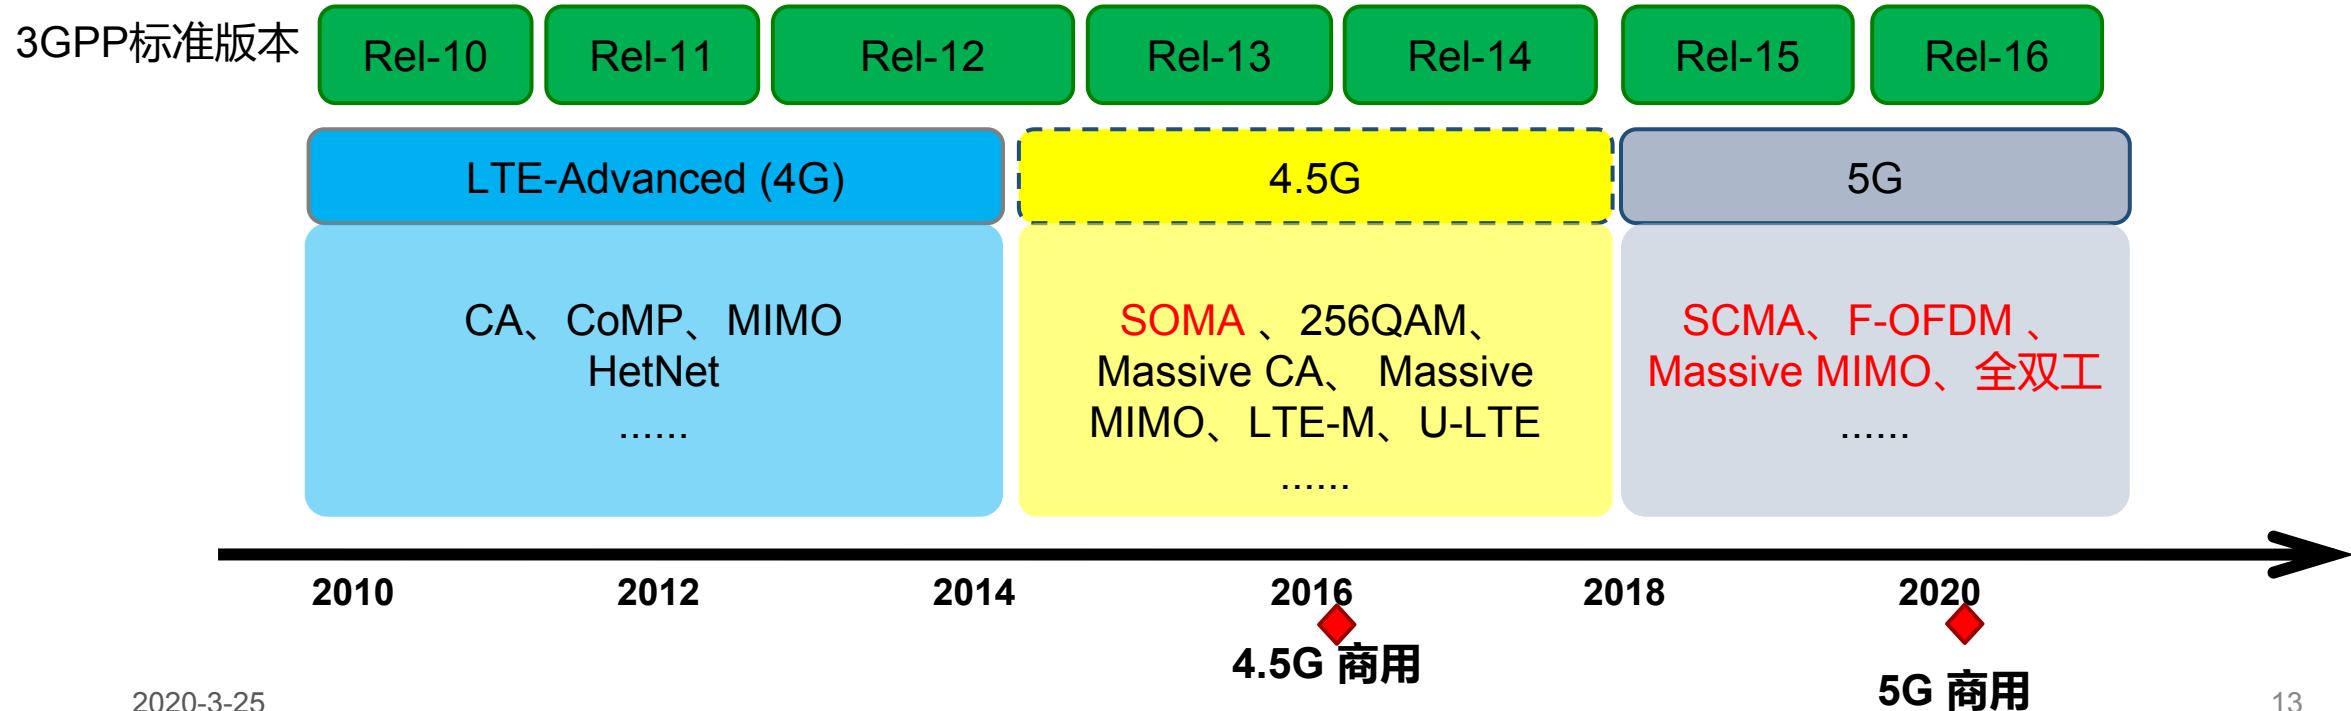 3GPP标准版本
Rel-10
Rel-11
Rel-12
Rel-13
Rel-14
Rel-15
Rel-16
LTE-Advanced (4G)
4.5G
5G
CA、CoMP、MIMO
HetNet
......
SOMA 、256QAM、
Massive CA、 Massive
MIMO、LTE-M、U-LTE
......
SCMA、F-OFDM 、
Massive MIMO、全双工
......
2010
2012
2014
2016
2018
2020
4.5G 商用
5G 商用
2020-3-25
13